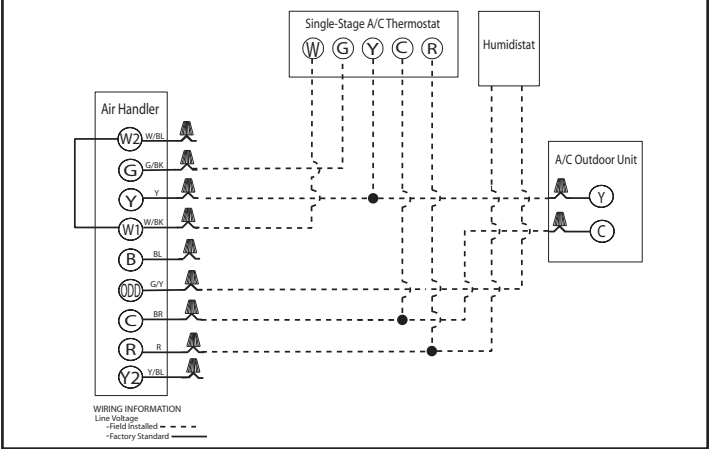 Single-Stage A/C Thermostat
W G Y C R
Humidistat
Air Handler
W2 W/BL
G G/BK
Y Y
W1 W/BK
B BL
ODD G/Y
C BR
R R
Y2 Y/BL
A/C Outdoor Unit
Y
C
WIRING INFORMATION
Line Voltage
-Field Installed
-Factory Standard